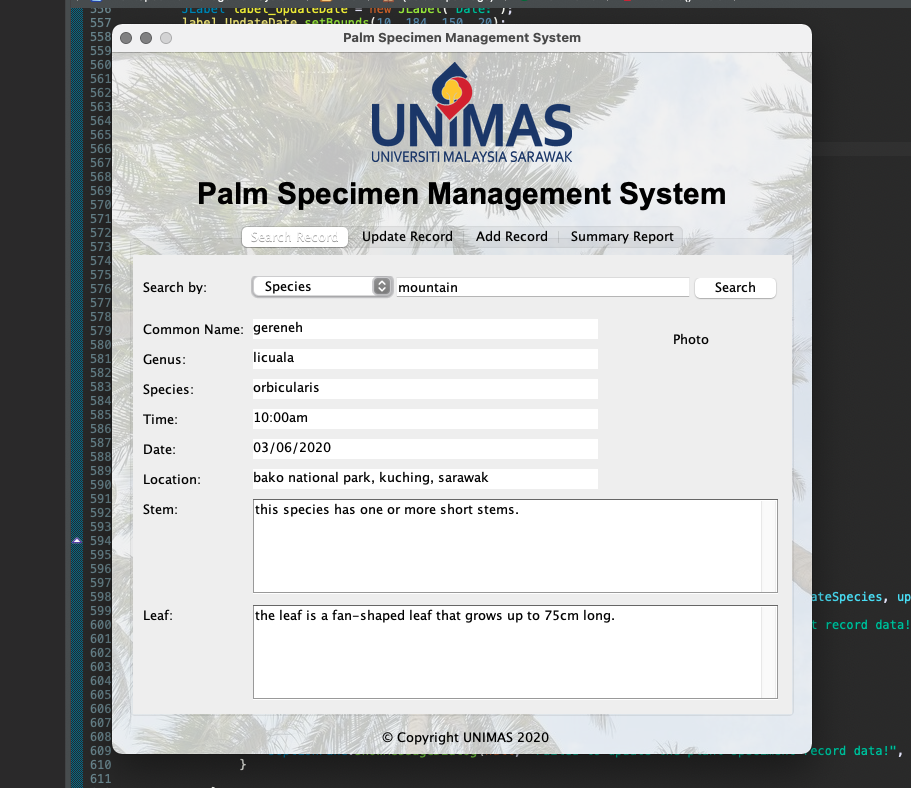 556 JLabel label_UpdateDate = new JLabel("Date:");
557 label_UpdateDate.setBounds(10, 184, 150, 20);
558 Palm Specimen Management System
559
560
561
562
563
564
565
566
567
568
569
570
571
572
573
574
575
576
577
578
579
580
581
582
583
584
585
586
587
588
589
590
591
592
593
594
595
596
597
598
599
600
601
602
603
604
605
606
607
608
609
610 }
611
UNIMAS
UNIVERSITI MALAYSIA SARAWAK
Palm Specimen Management System
Search Record Update Record Add Record Summary Report
Search by: Species mountain Search
Common Name: gereneh
Photo
Genus: licuala
Species: orbicularis
Time: 10:00am
Date: 03/06/2020
Location: bako national park, kuching, sarawak
Stem: this species has one or more short stems.
Leaf: the leaf is a fan-shaped leaf that grows up to 75cm long.
© Copyright UNIMAS 2020
ateSpecies, up
t record data!
record data!",